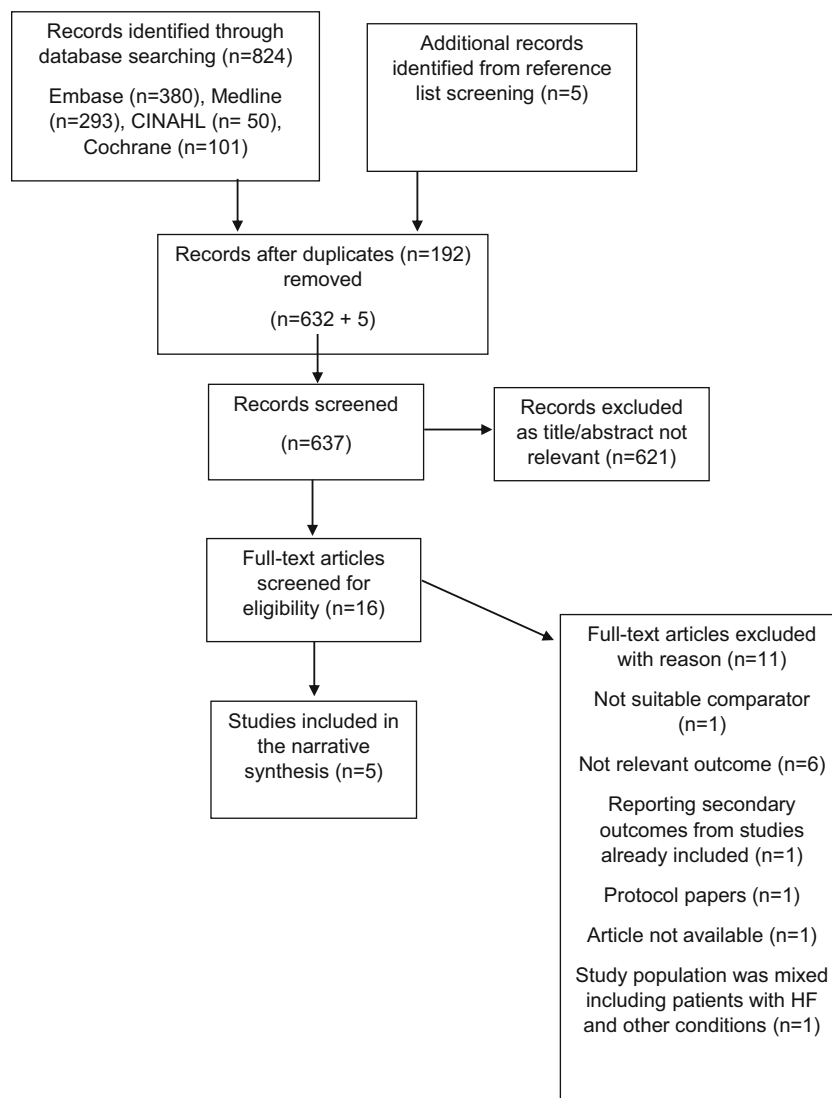 Records identified through
database searching (n=824)
Embase (n=380), Medline
(n=293), CINAHL (n= 50),
Cochrane (n=101)
Additional records
identified from reference
list screening (n=5)
Records after duplicates (n=192)
removed
(n=632 + 5)
Records screened
(n=637)
Records excluded
as title/abstract not
relevant (n=621)
Full-text articles
screened for
eligibility (n=16)
Full-text articles excluded
with reason (n=11)
Not suitable comparator
(n=1)
Not relevant outcome (n=6)
Reporting secondary
outcomes from studies
already included (n=1)
Protocol papers (n=1)
Article not available (n=1)
Study population was mixed
including patients with HF
and other conditions (n=1)
Studies included in
the narrative
synthesis (n=5)